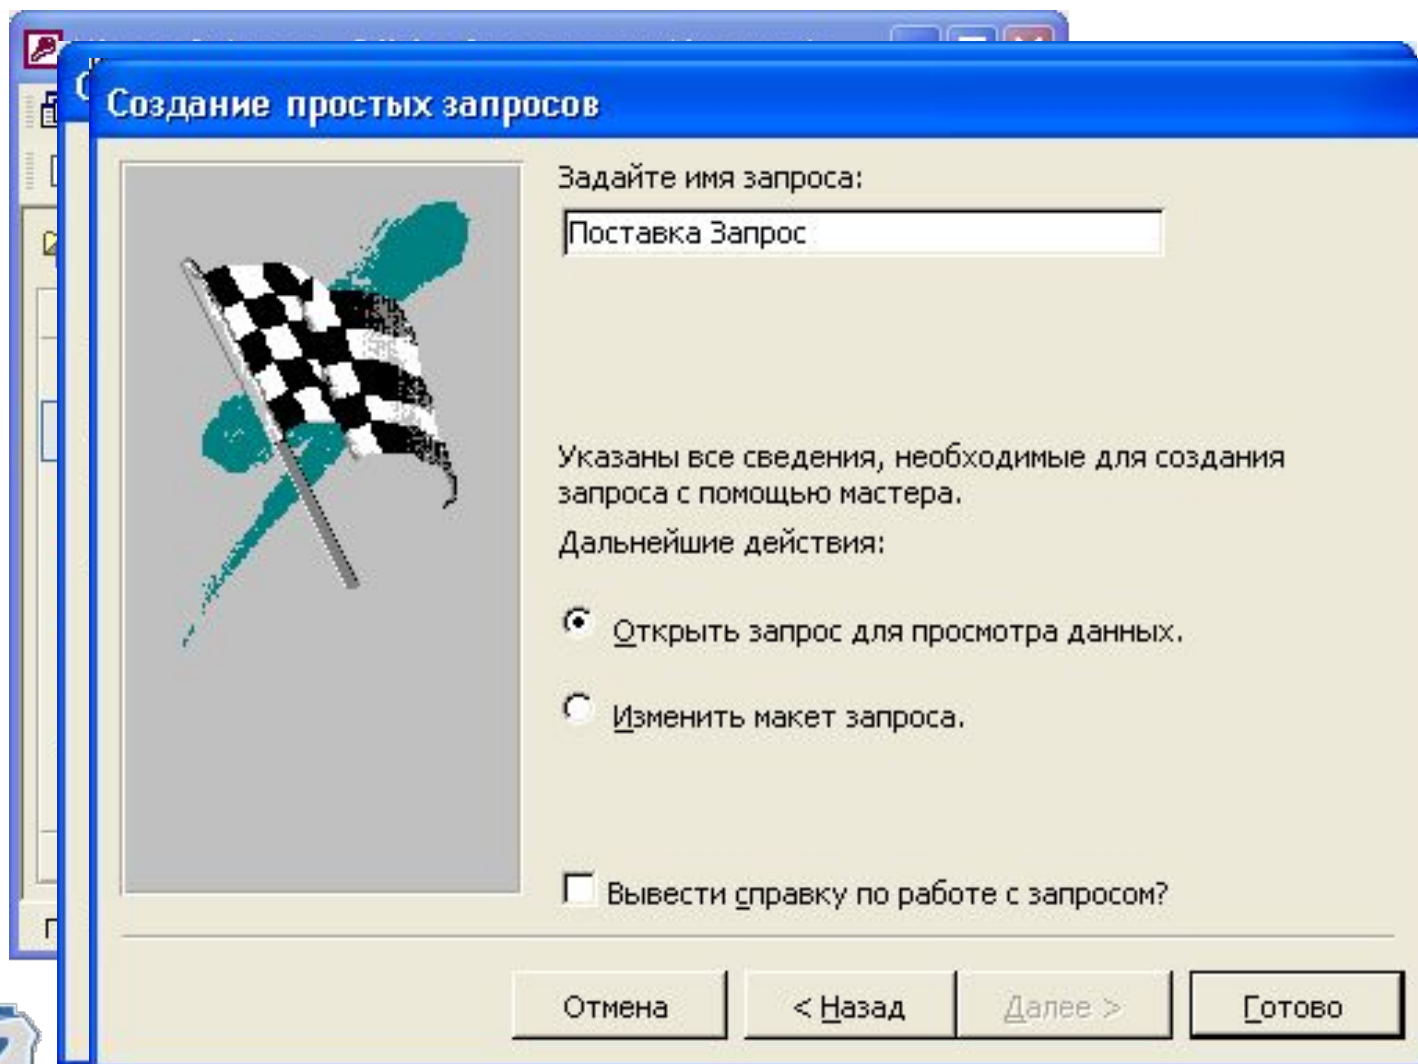 Создание простых запросов
Задайте имя запроса:
Поставка Запрос
Указаны все сведения, необходимые для создания
запроса с помощью мастера.
Дальнейшие действия:
Открыть запрос для просмотра данных.
Изменить макет запроса.
Вывести справку по работе с запросом?
Отмена
< Назад
Далее >
Готово